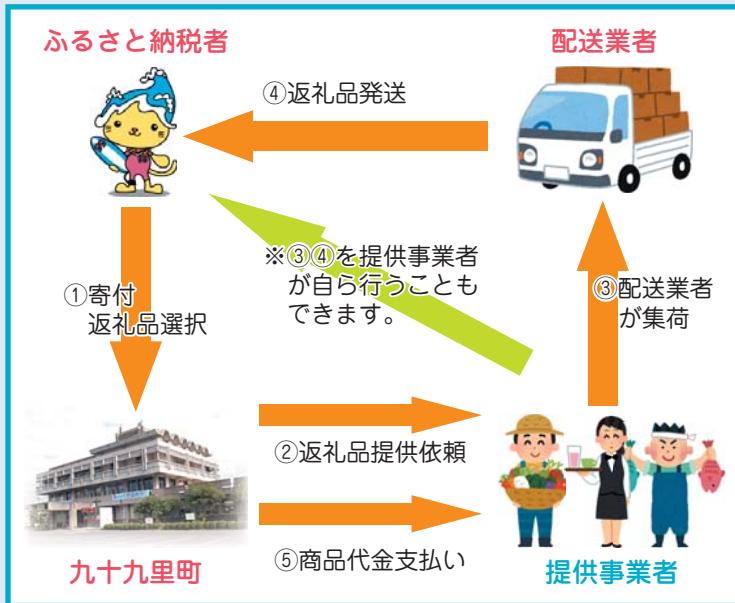 ふるさと納税者
配送業者
④返礼品発送
※③④を提供事業者
が自ら行うことも
できます。
①寄付
返礼品選択
③配送業者
が集荷
②返礼品提供依頼
⑤商品代金支払い
九十九里町
提供事業者